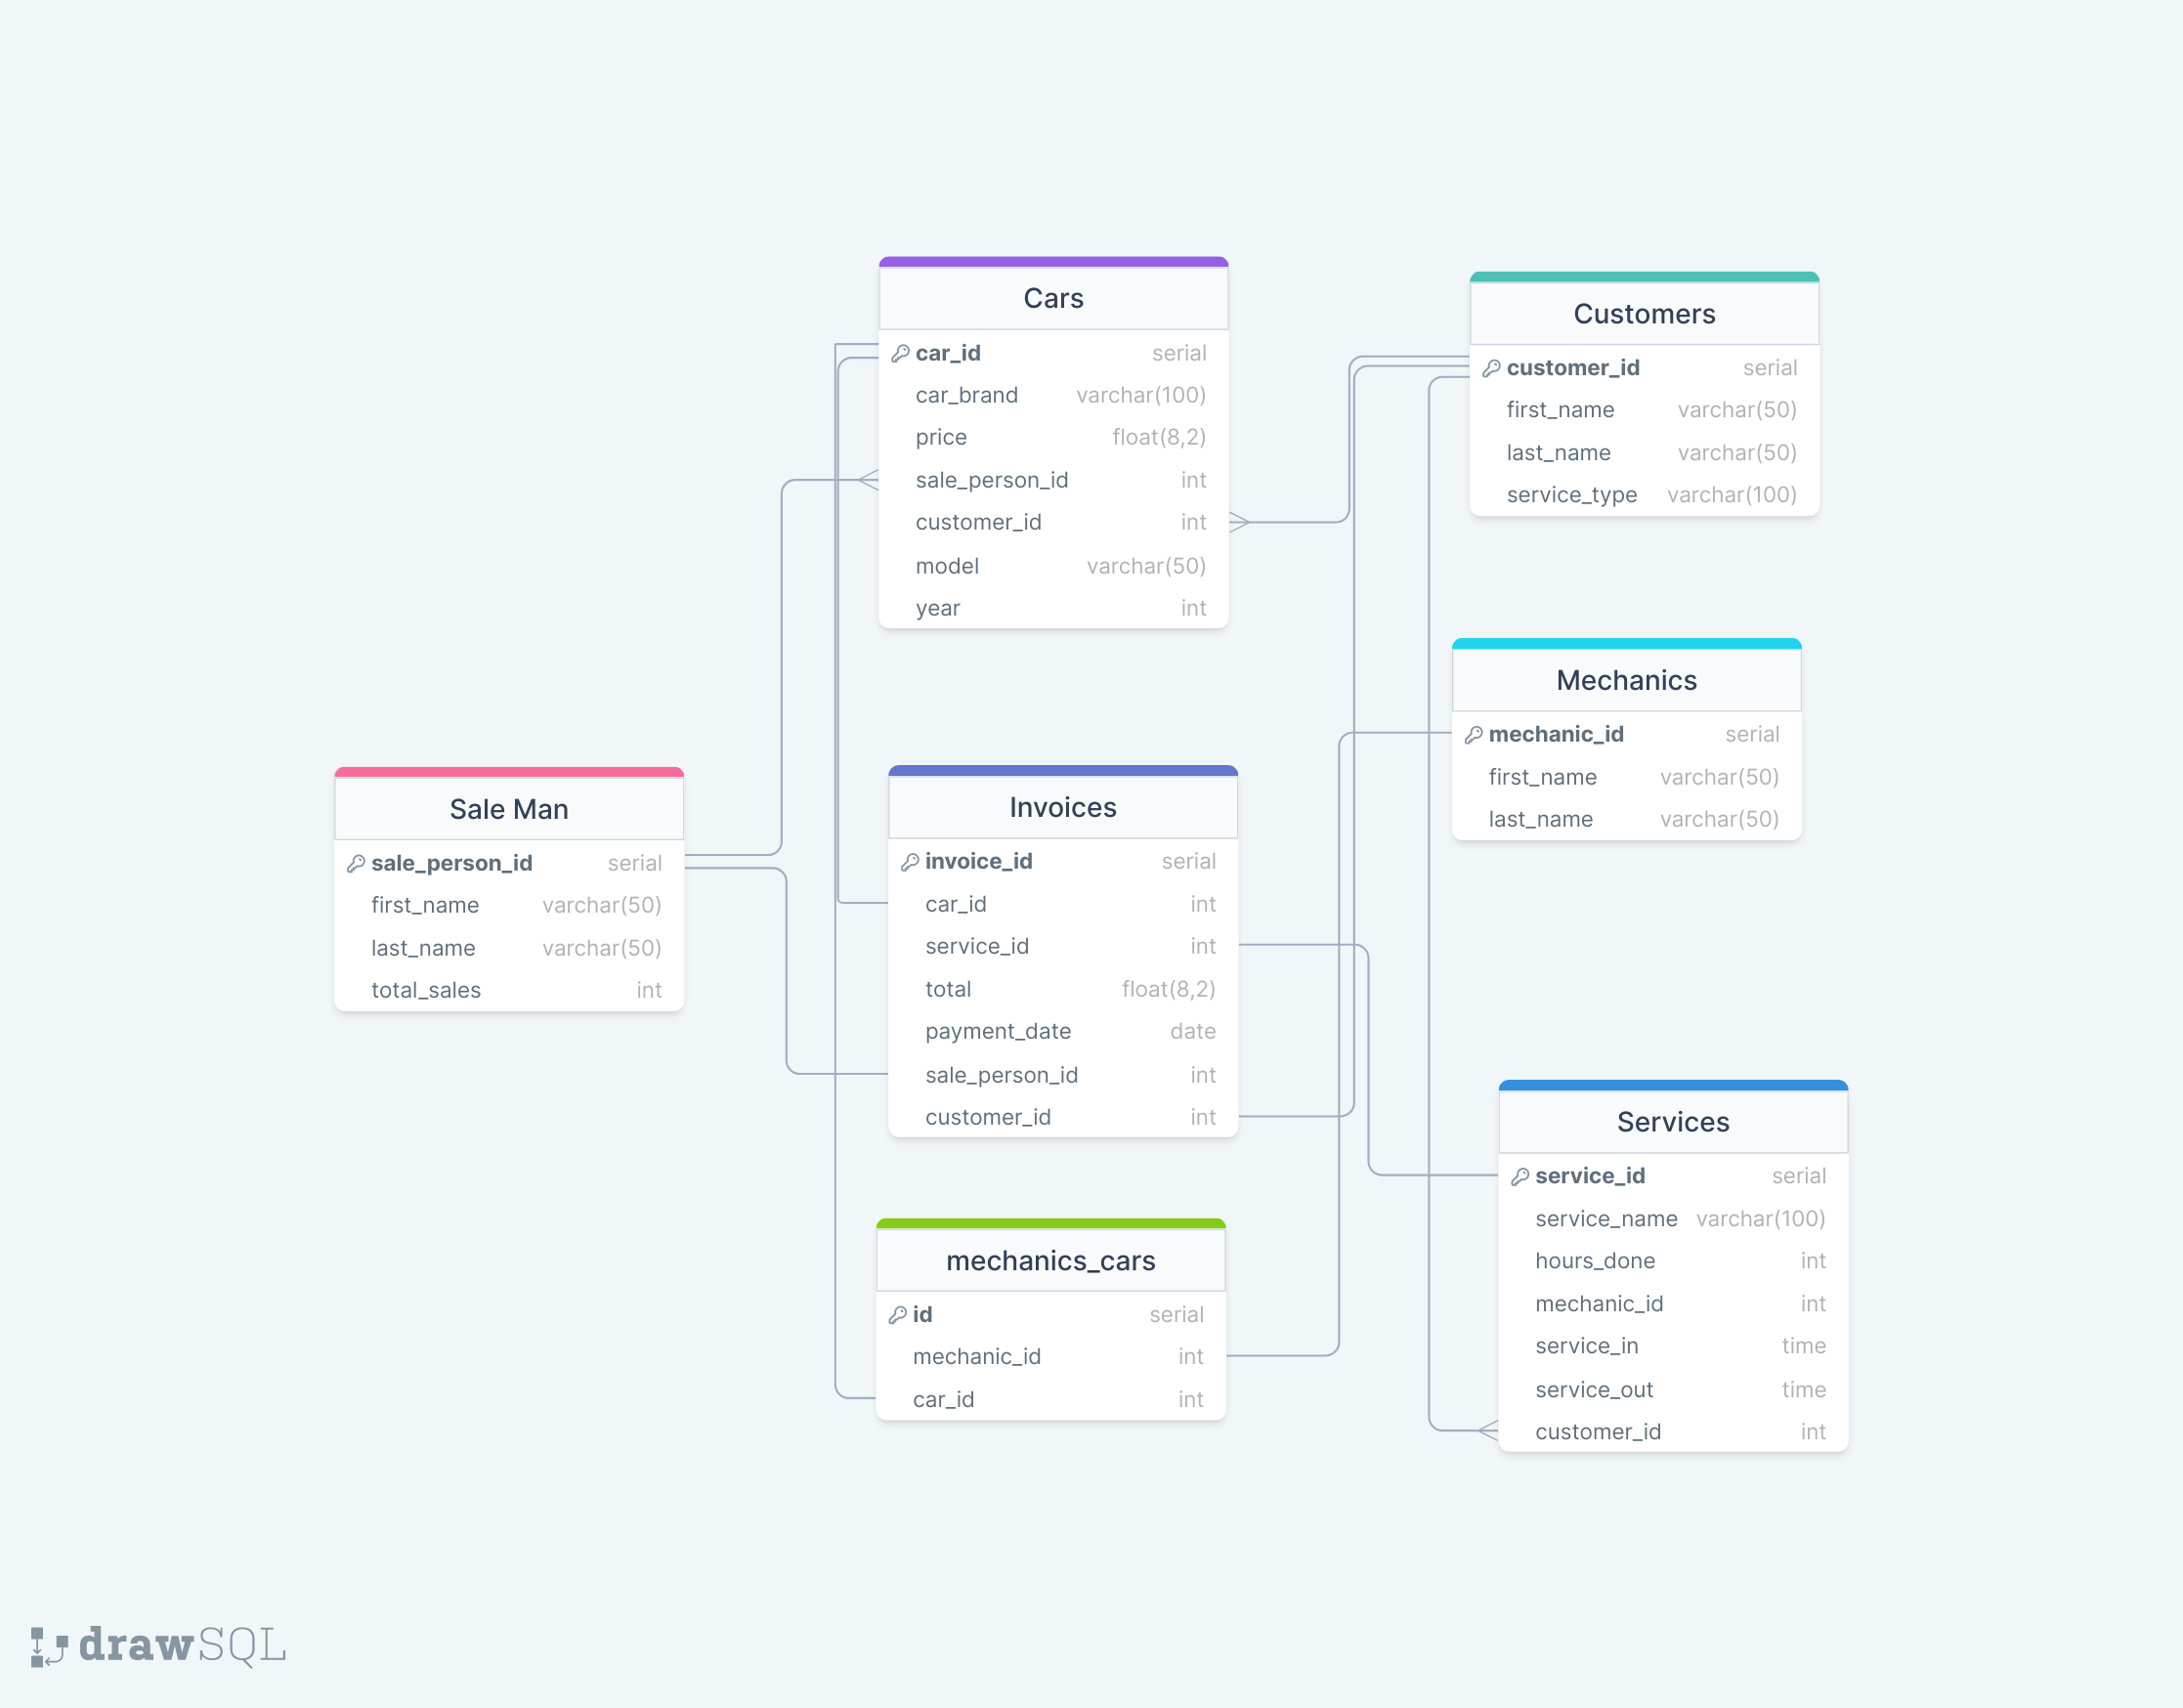 Cars
car_id serial
car_brand varchar(100)
price float(8,2)
sale_person_id int
customer_id int
model varchar(50)
year int
Customers
customer_id serial
first_name varchar(50)
last_name varchar(50)
service_type varchar(100)
Mechanics
mechanic_id serial
first_name varchar(50)
last_name varchar(50)
Sale Man
sale_person_id serial
first_name varchar(50)
last_name varchar(50)
total_sales int
Invoices
invoice_id serial
car_id int
service_id int
total float(8,2)
payment_date date
sale_person_id int
customer_id int
Services
service_id serial
service_name varchar(100)
hours_done int
mechanic_id int
service_in time
service_out time
customer_id int
mechanics_cars
id serial
mechanic_id int
car_id int
drawSQL